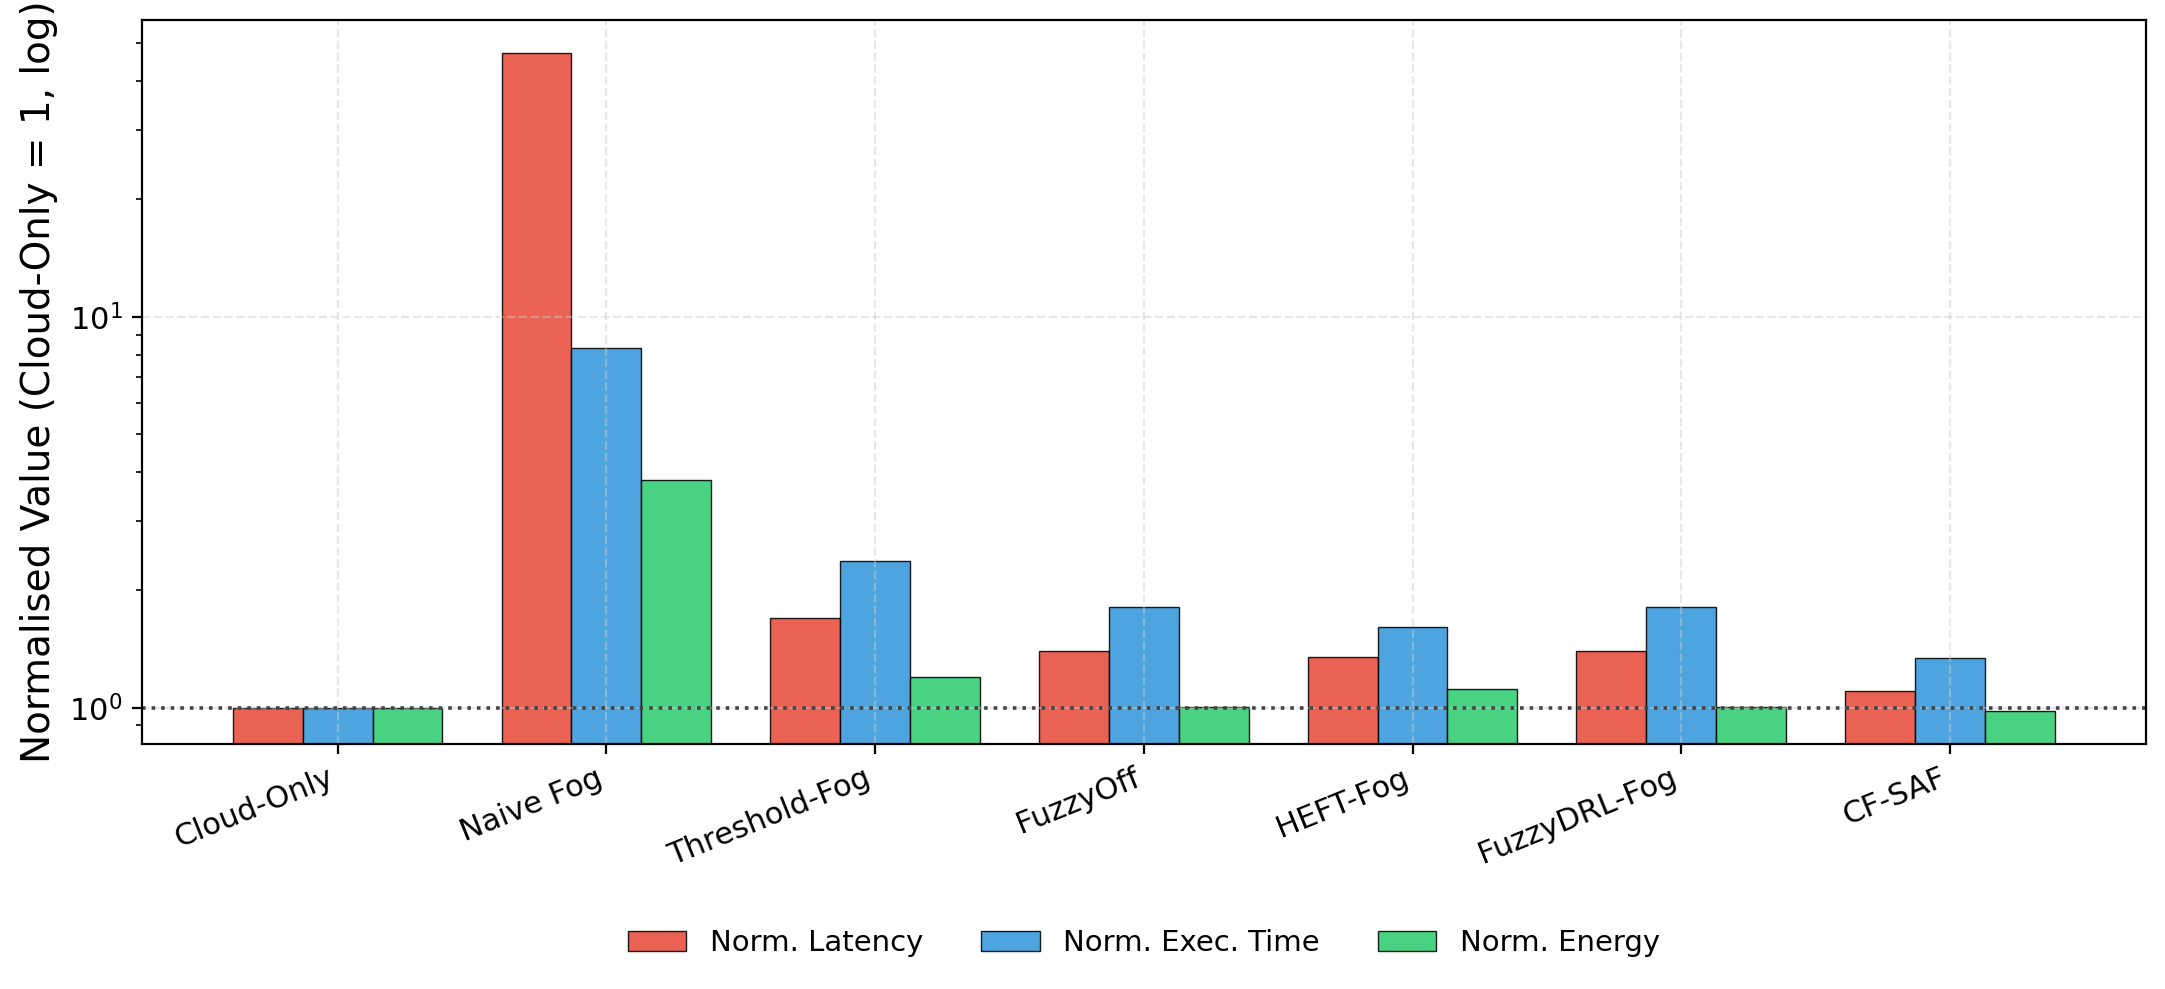 Normalised Value (Cloud-Only = 1, log)
10¹
10⁰
Cloud-Only
Naive Fog
Threshold-Fog
FuzzyOff
HEFT-Fog
FuzzyDRL-Fog
CF-SAF
Norm. Latency
Norm. Exec. Time
Norm. Energy